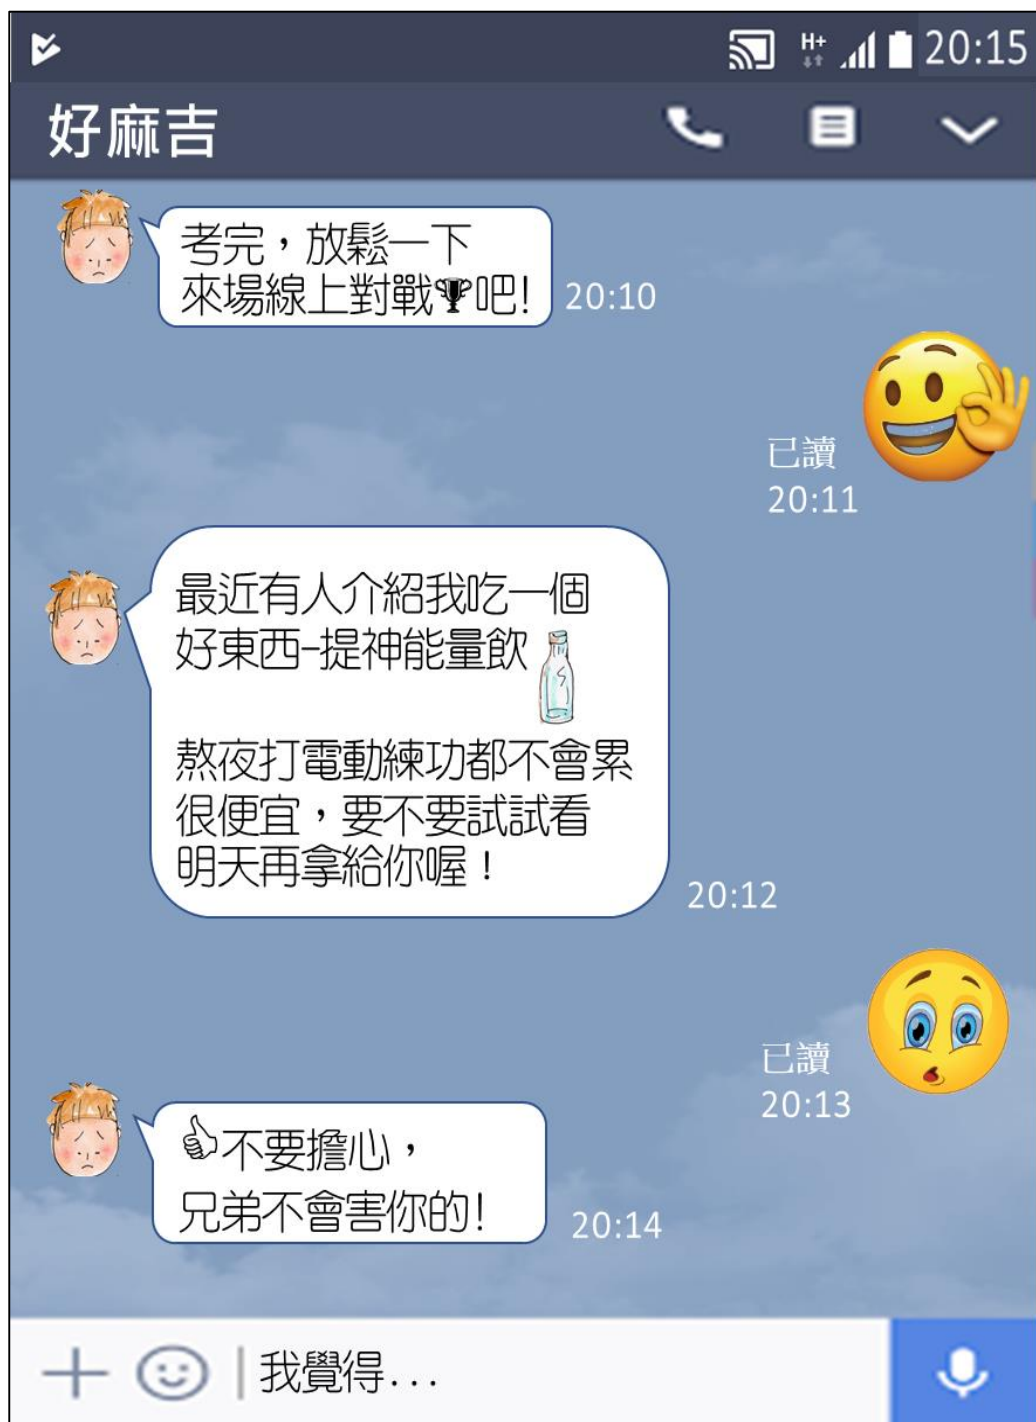 H+ 20:15
好麻吉
考完，放鬆一下
來場線上對戰🏆吧!
20:10
已讀
20:11
最近有人介紹我吃一個
好東西-提神能量飲
熬夜打電動練功都不會累
很便宜，要不要試試看
明天再拿給你喔！
20:12
已讀
20:13
👍不要擔心，
兄弟不會害你的!
20:14
我覺得...